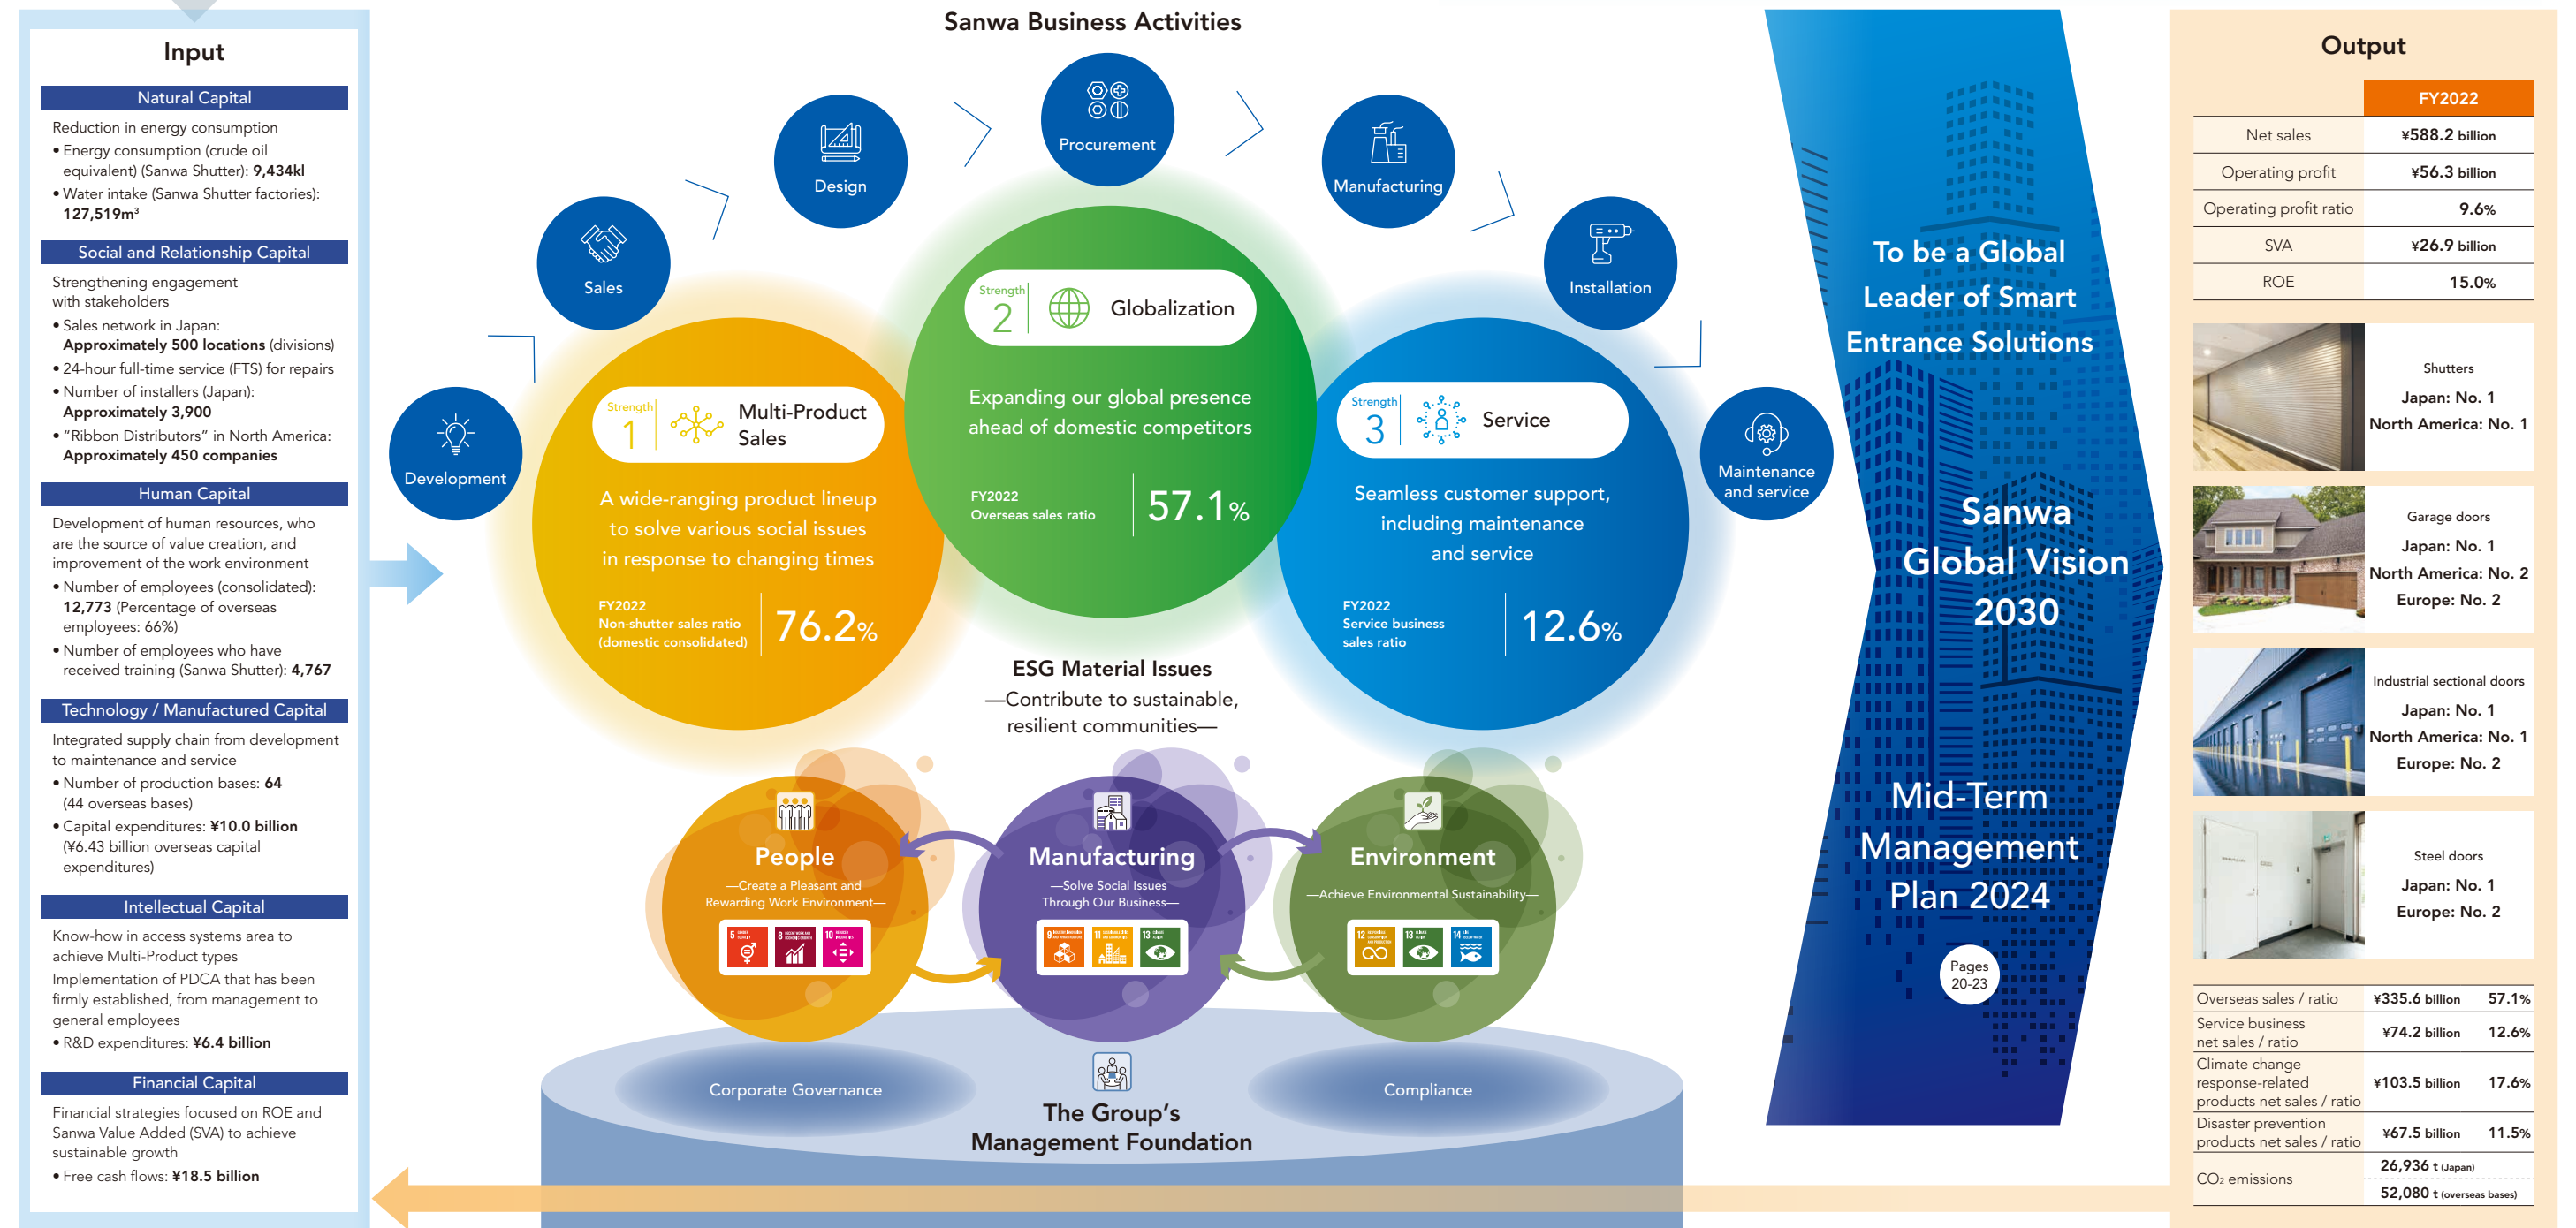 Input
Natural Capital
Reduction in energy consumption
• Energy consumption (crude oil
equivalent) (Sanwa Shutter): 9,434kl
• Water intake (Sanwa Shutter factories):
127,519m³
Social and Relationship Capital
Strengthening engagement
with stakeholders
• Sales network in Japan:
Approximately 500 locations (divisions)
• 24-hour full-time service (FTS) for repairs
• Number of installers (Japan):
Approximately 3,900
• “Ribbon Distributors” in North America:
Approximately 450 companies
Human Capital
Development of human resources, who
are the source of value creation, and
improvement of the work environment
• Number of employees (consolidated):
12,773 (Percentage of overseas
employees: 66%)
• Number of employees who have
received training (Sanwa Shutter): 4,767
Technology / Manufactured Capital
Integrated supply chain from development
to maintenance and service
• Number of production bases: 64
(44 overseas bases)
• Capital expenditures: ¥10.0 billion
(¥6.43 billion overseas capital
expenditures)
Intellectual Capital
Know-how in access systems area to
achieve Multi-Product types
Implementation of PDCA that has been
firmly established, from management to
general employees
• R&D expenditures: ¥6.4 billion
Financial Capital
Financial strategies focused on ROE and
Sanwa Value Added (SVA) to achieve
sustainable growth
• Free cash flows: ¥18.5 billion
Sanwa Business Activities
Development
Sales
Design
Procurement
Manufacturing
Installation
Maintenance
and service
Strength
1
Multi-Product
Sales
A wide-ranging product lineup
to solve various social issues
in response to changing times
FY2022
Non-shutter sales ratio
(domestic consolidated)
76.2%
Strength
2
Globalization
Expanding our global presence
ahead of domestic competitors
FY2022
Overseas sales ratio
57.1%
Strength
3
Service
Seamless customer support,
including maintenance
and service
FY2022
Service business
sales ratio
12.6%
ESG Material Issues
—Contribute to sustainable,
resilient communities—
People
—Create a Pleasant and
Rewarding Work Environment—
5
8
10
Manufacturing
—Solve Social Issues
Through Our Business—
9
11
13
Environment
—Achieve Environmental Sustainability—
12
13
14
Corporate Governance
Compliance
The Group’s
Management Foundation
To be a Global
Leader of Smart
Entrance Solutions
Sanwa
Global Vision
2030
Mid-Term
Management
Plan 2024
Pages
20-23
Output
FY2022
Net sales ¥588.2 billion
Operating profit ¥56.3 billion
Operating profit ratio 9.6%
SVA ¥26.9 billion
ROE 15.0%
Shutters
Japan: No. 1
North America: No. 1
Garage doors
Japan: No. 1
North America: No. 2
Europe: No. 2
Industrial sectional doors
Japan: No. 1
North America: No. 1
Europe: No. 2
Steel doors
Japan: No. 1
Europe: No. 2
Overseas sales / ratio ¥335.6 billion 57.1%
Service business
net sales / ratio ¥74.2 billion 12.6%
Climate change
response-related
products net sales / ratio ¥103.5 billion 17.6%
Disaster prevention
products net sales / ratio ¥67.5 billion 11.5%
CO₂ emissions
26,936 t (Japan)
52,080 t (overseas bases)